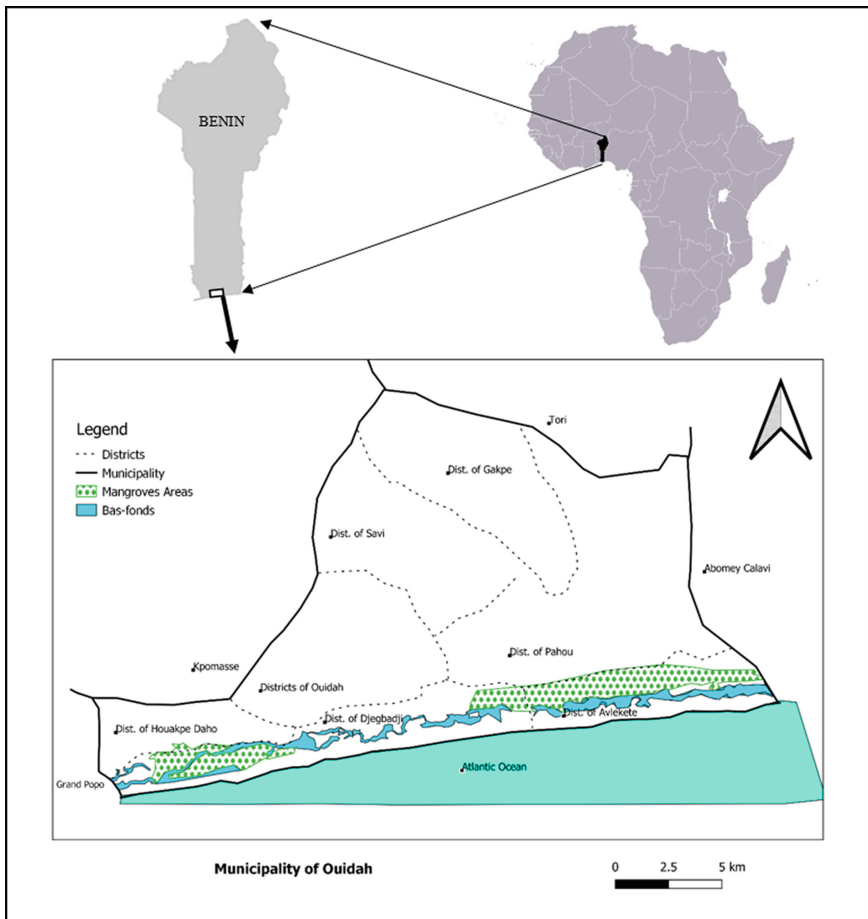 BENIN
Legend
Districts
Municipality
Mangroves Areas
Bas-fonds
Tori
Dist. of Gakpe
Dist. of Savi
Abomey Calavi
Kpomasse
Dist. of Pahou
Districts of Ouidah
Dist. of Djegbadji
Dist. of Avlekete
Dist. of Houakpe Daho
Grand Popo
Atlantic Ocean
Municipality of Ouidah
0 2.5 5 km